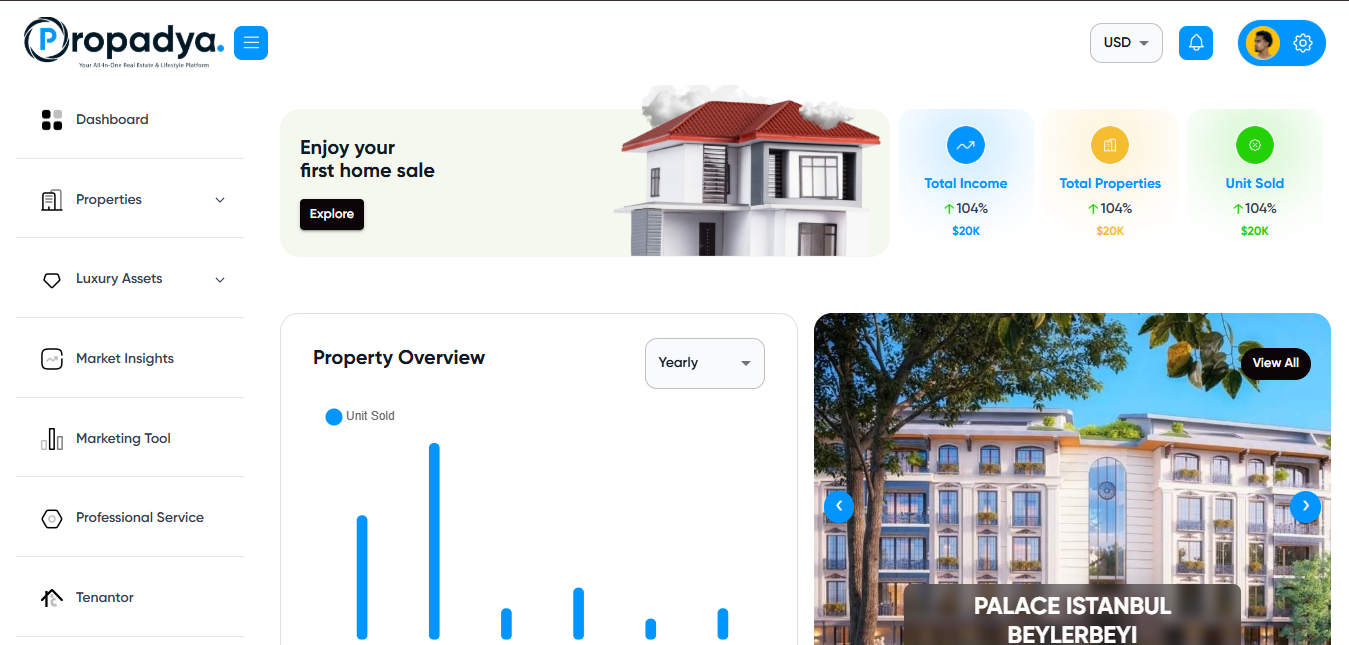 Propadya.
Your All-In-One Real Estate & Lifestyle Platform
USD
Dashboard
Properties
Luxury Assets
Market Insights
Marketing Tool
Professional Service
Tenantor
Enjoy your
first home sale
Explore
Total Income
104%
$20K
Total Properties
104%
$20K
Unit Sold
104%
$20K
Property Overview
Yearly
Unit Sold
View All
PALACE ISTANBUL
BEYLERBEYI